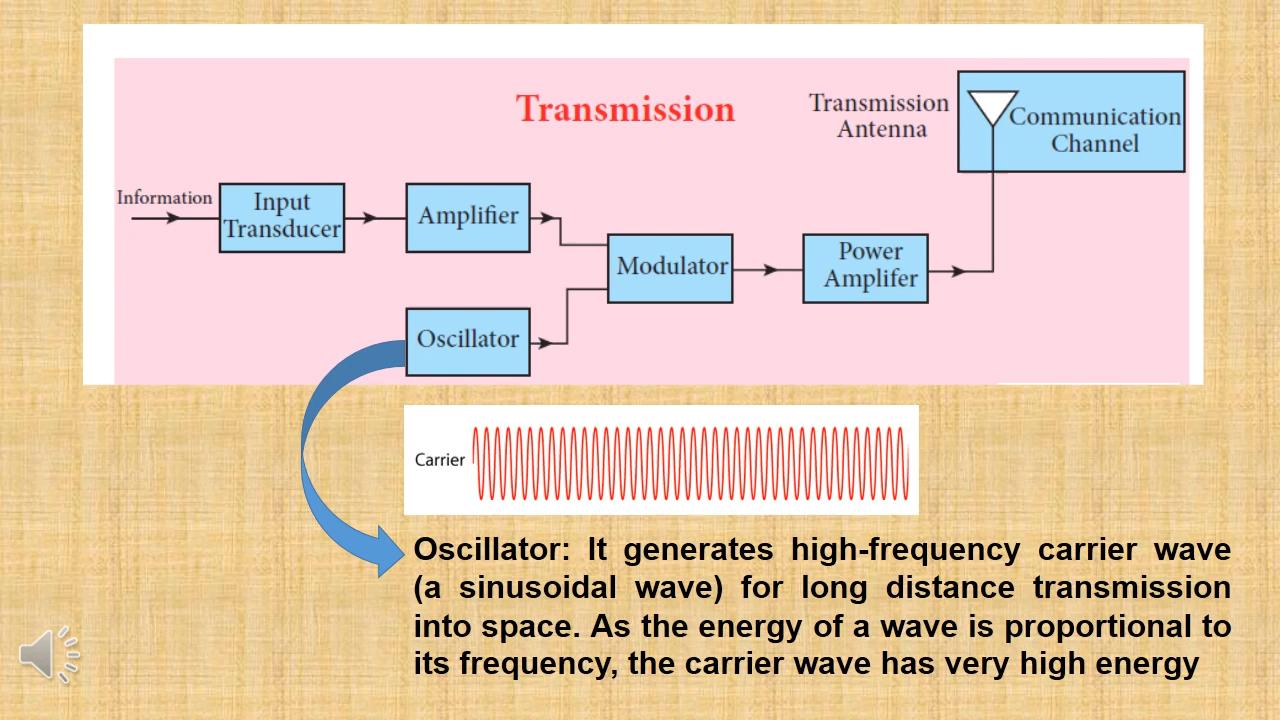 Transmission
Transmission
Antenna
Communication
Channel
Information
Input
Transducer
Amplifier
Modulator
Power
Amplifer
Oscillator
Carrier
Oscillator: It generates high-frequency carrier wave
(a sinusoidal wave) for long distance transmission
into space. As the energy of a wave is proportional to
its frequency, the carrier wave has very high energy